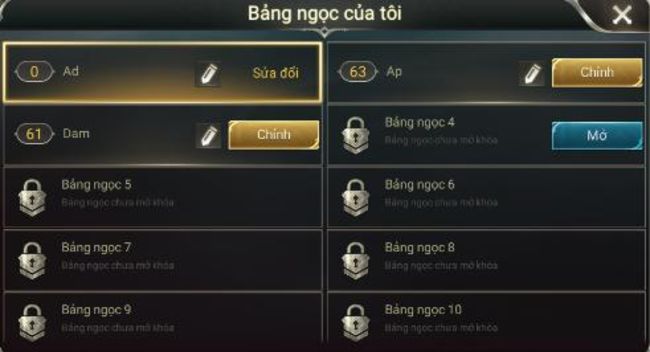 Bảng ngọc của tôi
0 Ad Sửa đổi
63 Ap Chính
61 Dam Chính
Bảng ngọc 4
Bảng ngọc chưa mở khóa
Mở
Bảng ngọc 5
Bảng ngọc chưa mở khóa
Bảng ngọc 6
Bảng ngọc chưa mở khóa
Bảng ngọc 7
Bảng ngọc chưa mở khóa
Bảng ngọc 8
Bảng ngọc chưa mở khóa
Bảng ngọc 9
Bảng ngọc chưa mở khóa
Bảng ngọc 10
Bảng ngọc chưa mở khóa